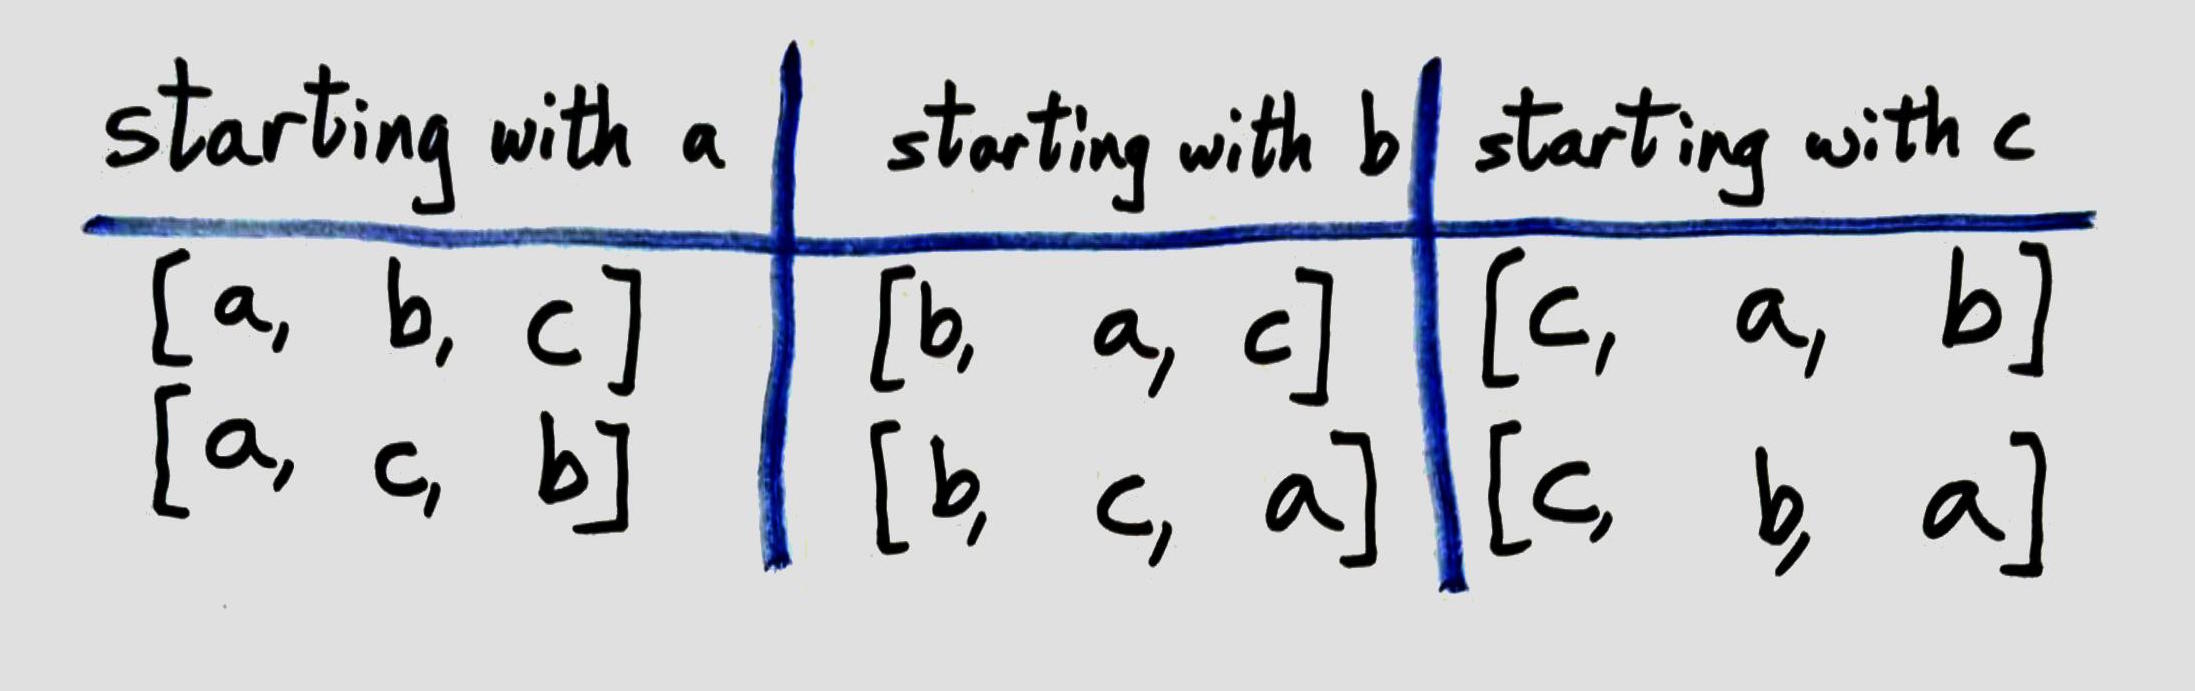 starting with a starting with b starting with c
[a, b, c] [b, a, c] [c, a, b]
[a, c, b] [b, c, a] [c, b, a]